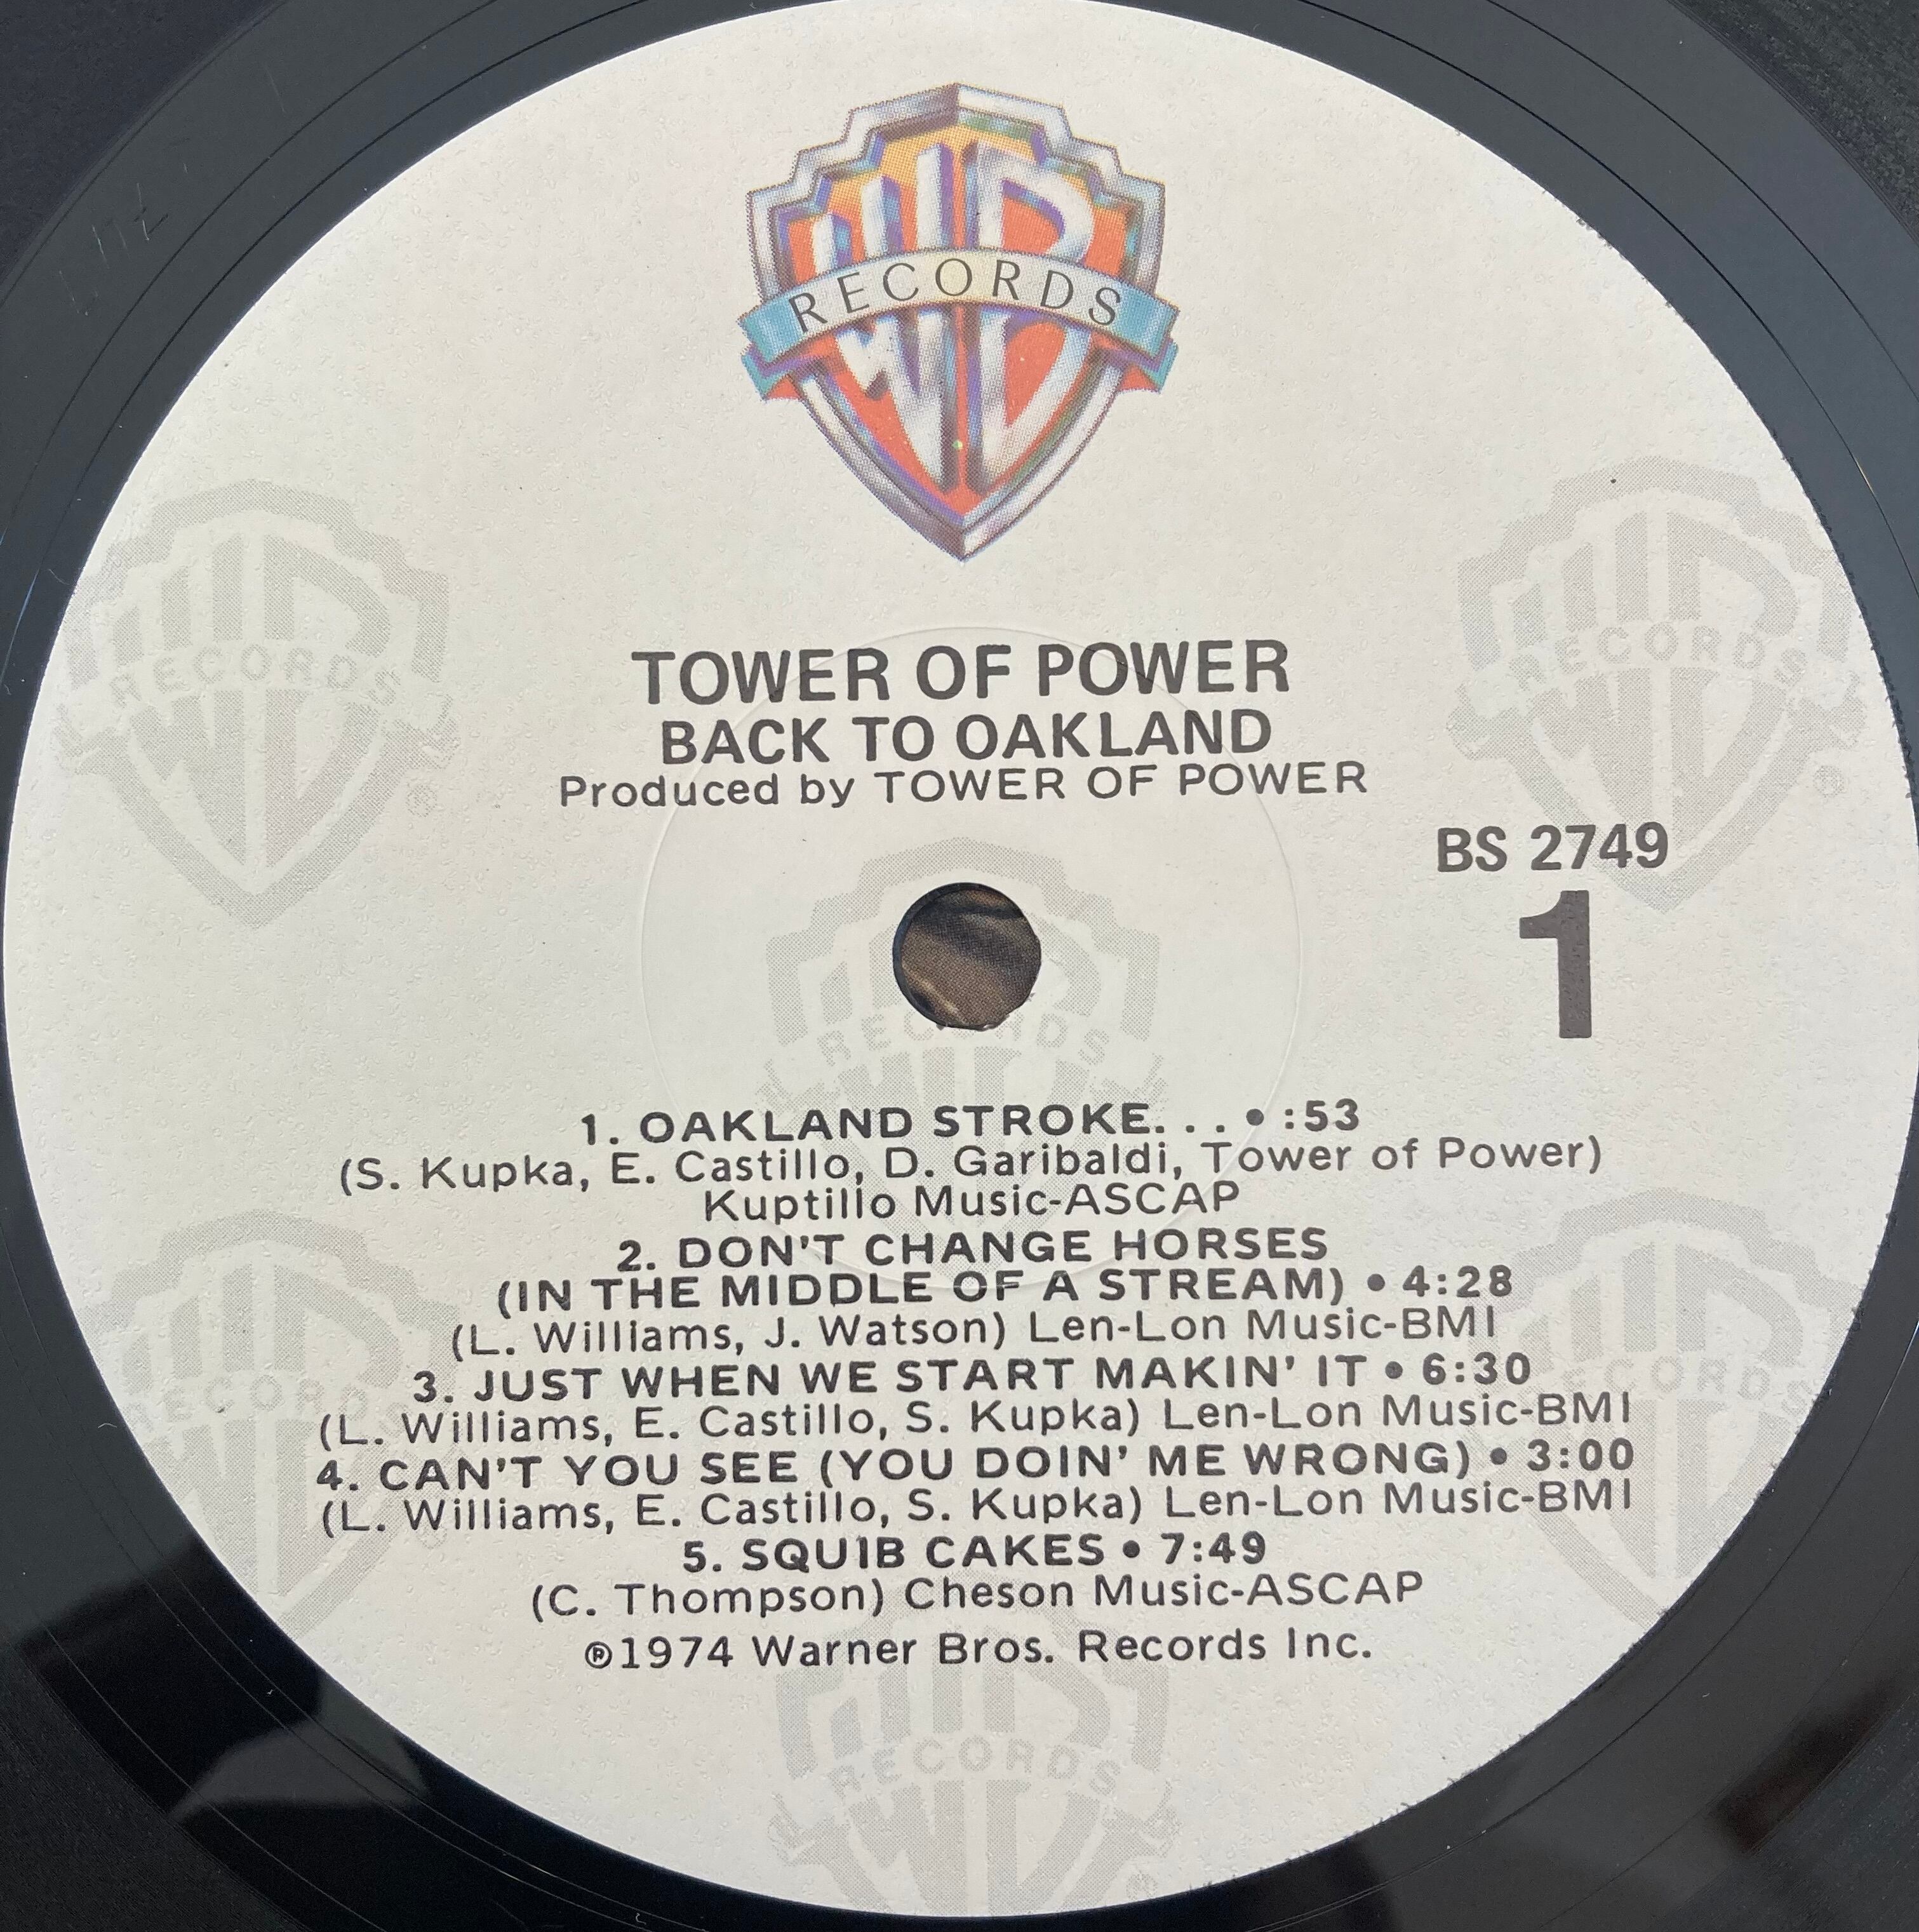 WB
RECORDS
TOWER OF POWER
BACK TO OAKLAND
Produced by TOWER OF POWER
BS 2749
1
1. OAKLAND STROKE. . . • :53
(S. Kupka, E. Castillo, D. Garibaldi, Tower of Power)
Kuptillo Music-ASCAP
2. DON'T CHANGE HORSES
(IN THE MIDDLE OF A STREAM) • 4:28
(L. Williams, J. Watson) Len-Lon Music-BMI
3. JUST WHEN WE START MAKIN' IT • 6:30
(L. Williams, E. Castillo, S. Kupka) Len-Lon Music-BMI
4. CAN'T YOU SEE (YOU DOIN' ME WRONG) • 3:00
(L. Williams, E. Castillo, S. Kupka) Len-Lon Music-BMI
5. SQUIB CAKES • 7:49
(C. Thompson) Cheson Music-ASCAP
®1974 Warner Bros. Records Inc.